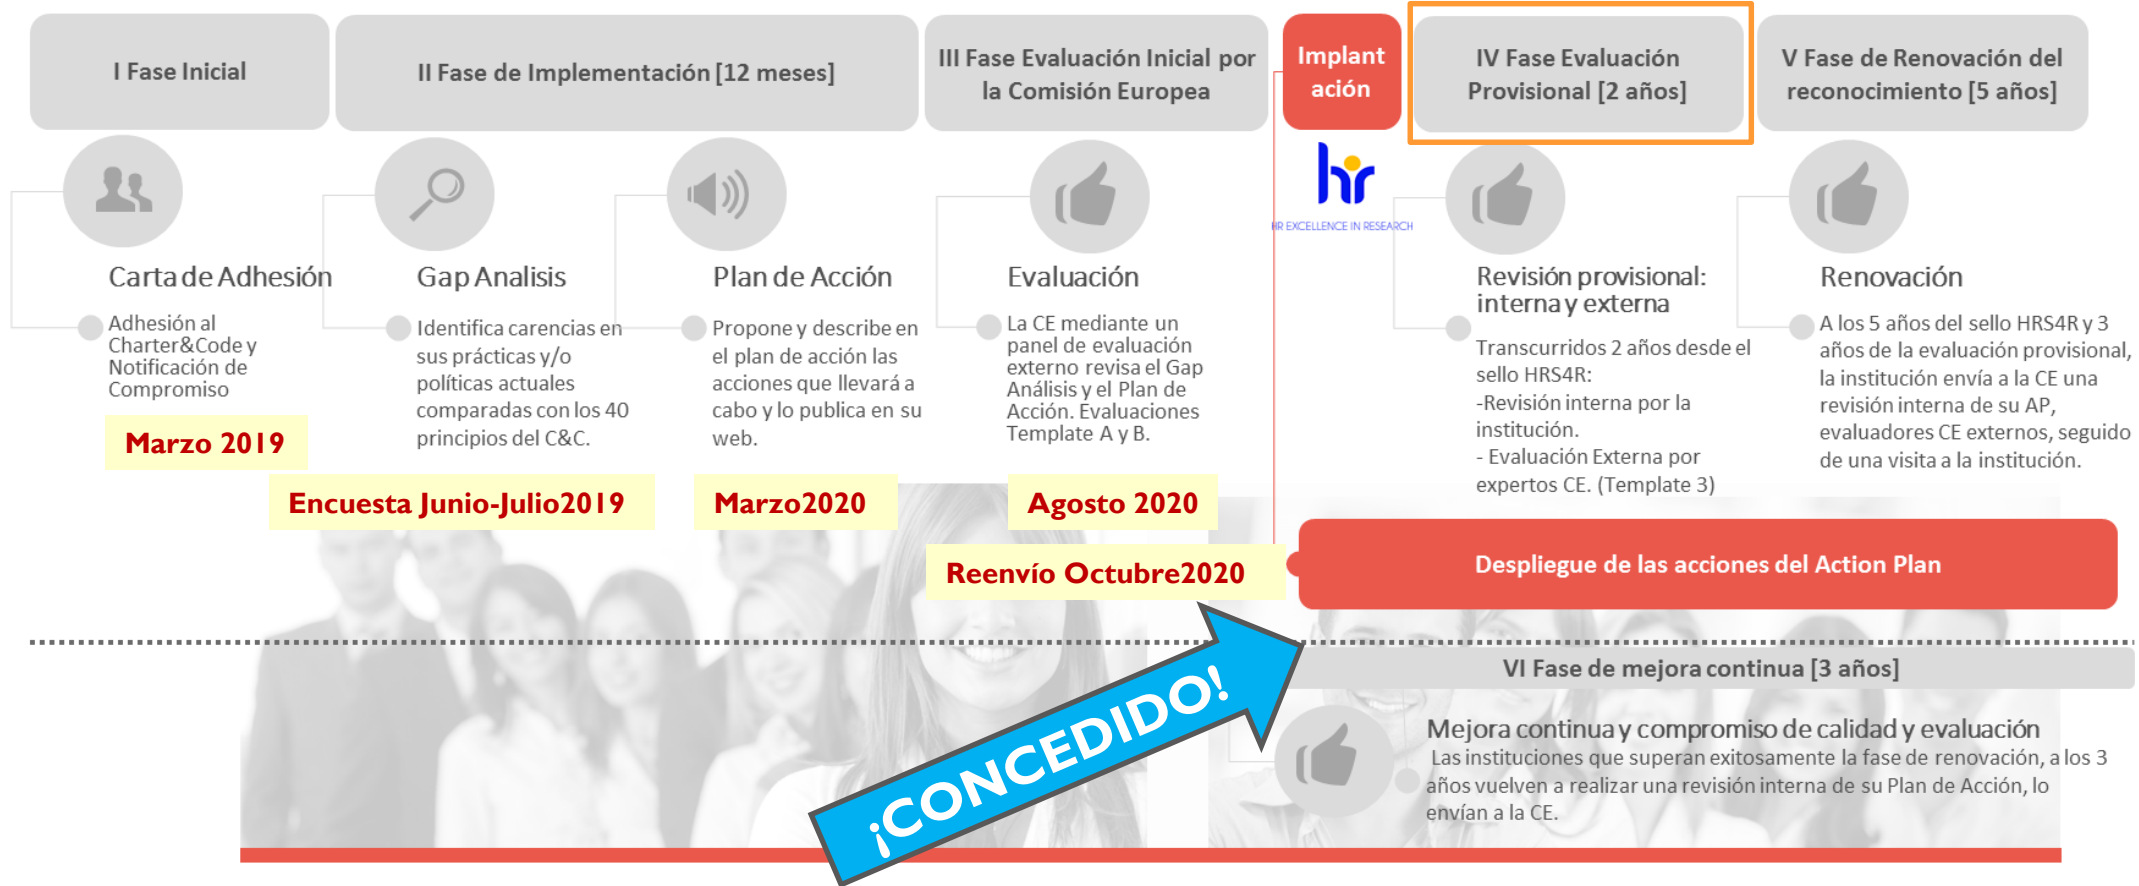 I Fase Inicial
II Fase de Implementación [12 meses]
III Fase Evaluación Inicial por
la Comisión Europea
Implant
ación
IV Fase Evaluación
Provisional [2 años]
V Fase de Renovación del
reconocimiento [5 años]
hr
HR EXCELLENCE IN RESEARCH
Carta de Adhesión
Adhesión al
Charter&Code y
Notificación de
Compromiso
Marzo 2019
Gap Analisis
Identifica carencias en
sus prácticas y/o
políticas actuales
comparadas con los 40
principios del C&C.
Encuesta Junio-Julio2019
Plan de Acción
Propone y describe en
el plan de acción las
acciones que llevará a
cabo y lo publica en su
web.
Marzo2020
Evaluación
La CE mediante un
panel de evaluación
externo revisa el Gap
Análisis y el Plan de
Acción. Evaluaciones
Template A y B.
Agosto 2020
Reenvío Octubre2020
Revisión provisional:
interna y externa
Transcurridos 2 años desde el
sello HRS4R:
-Revisión interna por la
institución.
- Evaluación Externa por
expertos CE. (Template 3)
Renovación
A los 5 años del sello HRS4R y 3
años de la evaluación provisional,
la institución envía a la CE una
revisión interna de su AP,
evaluadores CE externos, seguido
de una visita a la institución.
Despliegue de las acciones del Action Plan
¡CONCEDIDO!
VI Fase de mejora continua [3 años]
Mejora continua y compromiso de calidad y evaluación
Las instituciones que superan exitosamente la fase de renovación, a los 3
años vuelven a realizar una revisión interna de su Plan de Acción, lo
envían a la CE.